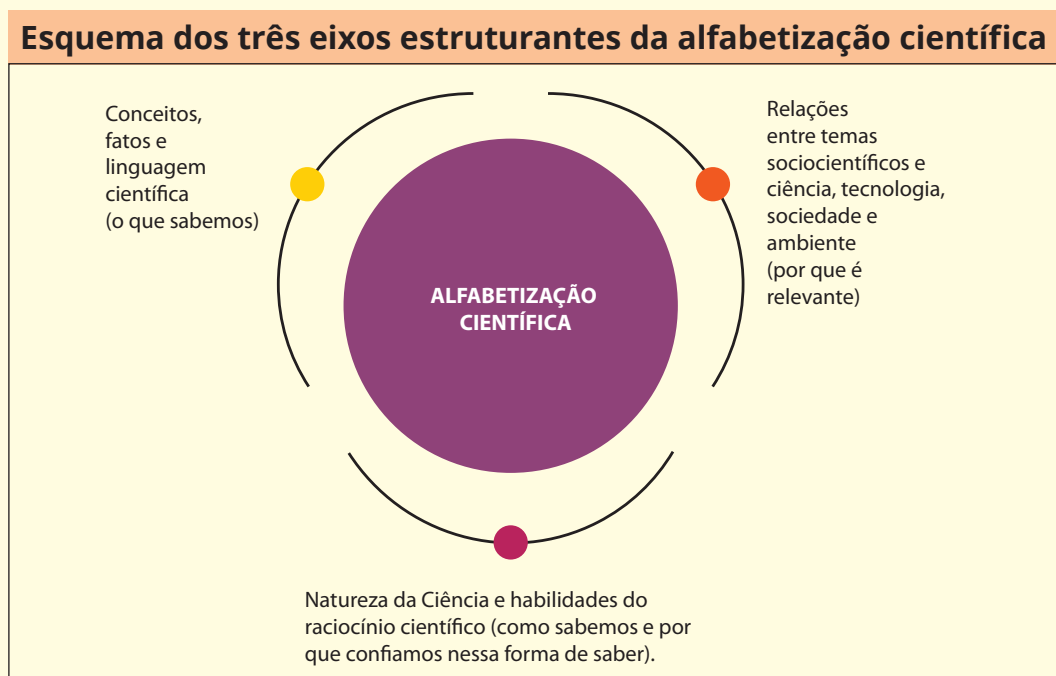 Esquema dos três eixos estruturantes da alfabetização científica
Conceitos,
fatos e
linguagem
científica
(o que sabemos)
Relações
entre temas
sociocientíficos e
ciência, tecnologia,
sociedade e
ambiente
(por que é
relevante)
ALFABETIZAÇÃO
CIENTÍFICA
Natureza da Ciência e habilidades do
raciocínio científico (como sabemos e por
que confiamos nessa forma de saber).